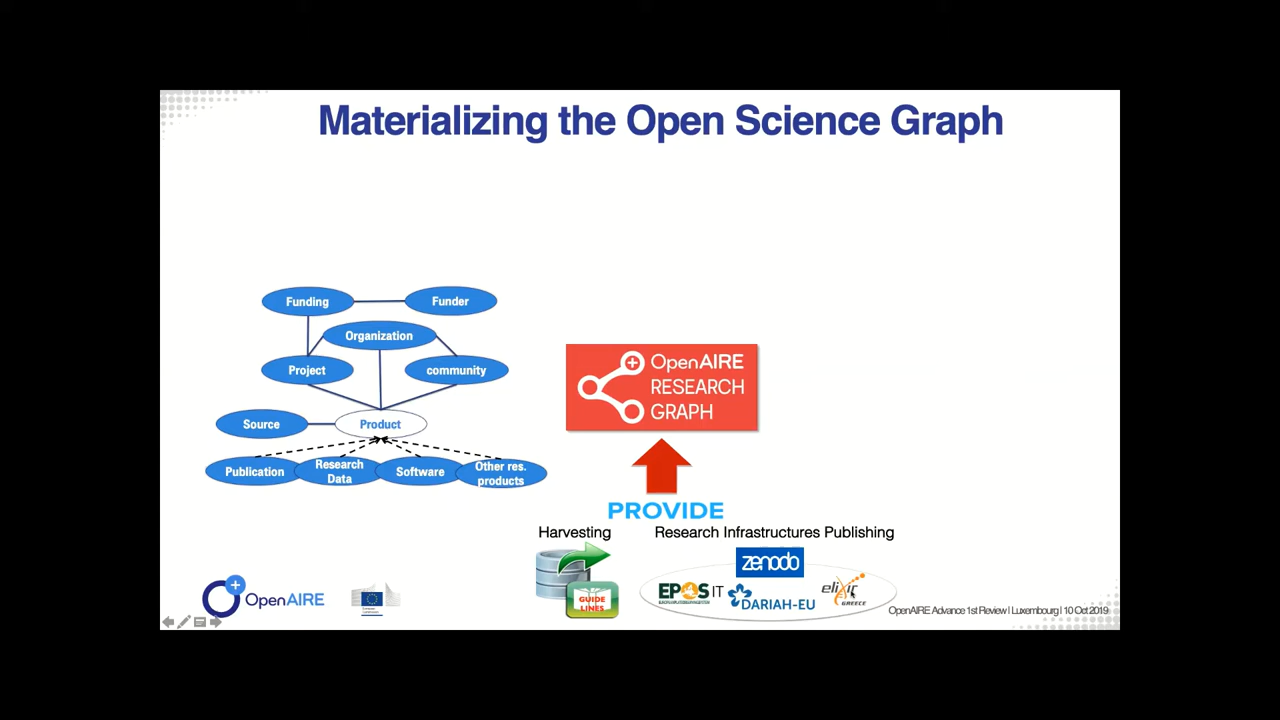 Materializing the Open Science Graph
Funding
Funder
Organization
Project
community
Source
Product
Publication
Research
Data
Software
Other res.
products
OpenAIRE
RESEARCH
GRAPH
PROVIDE
Harvesting
Research Infrastructures Publishing
GUIDE
LINES
zenodo
EPOS IT
DARIAH-EU
elixir
GREECE
OpenAIRE
OpenAIRE Advance 1st Review | Luxembourg | 10 Oct 2019